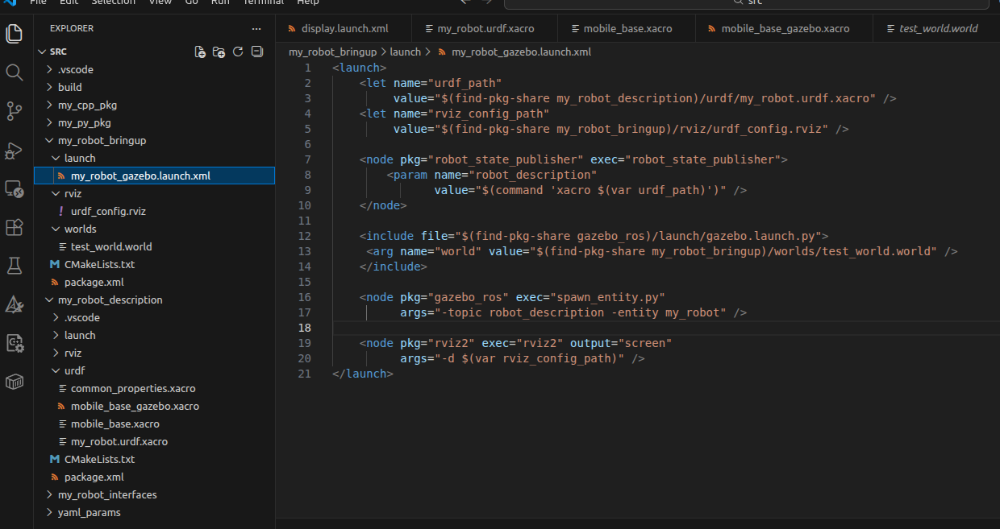 File Edit Selection View Go Run Terminal Help
src
EXPLORER
SRC
.vscode
build
my_cpp_pkg
my_py_pkg
my_robot_bringup
launch
my_robot_gazebo.launch.xml
rviz
urdf_config.rviz
worlds
test_world.world
CMakeLists.txt
package.xml
my_robot_description
.vscode
launch
rviz
urdf
common_properties.xacro
mobile_base_gazebo.xacro
mobile_base.xacro
my_robot.urdf.xacro
CMakeLists.txt
package.xml
my_robot_interfaces
yaml_params
display.launch.xml my_robot.urdf.xacro mobile_base.xacro mobile_base_gazebo.xacro test_world.world
my_robot_bringup > launch > my_robot_gazebo.launch.xml
1 <launch>
2 <let name="urdf_path"
3 value="$(find-pkg-share my_robot_description)/urdf/my_robot.urdf.xacro" />
4 <let name="rviz_config_path"
5 value="$(find-pkg-share my_robot_bringup)/rviz/urdf_config.rviz" />
6
7 <node pkg="robot_state_publisher" exec="robot_state_publisher">
8 <param name="robot_description"
9 value="$(command 'xacro $(var urdf_path)')" />
10 </node>
11
12 <include file="$(find-pkg-share gazebo_ros)/launch/gazebo.launch.py">
13 <arg name="world" value="$(find-pkg-share my_robot_bringup)/worlds/test_world.world" />
14 </include>
15
16 <node pkg="gazebo_ros" exec="spawn_entity.py"
17 args="-topic robot_description -entity my_robot" />
18
19 <node pkg="rviz2" exec="rviz2" output="screen"
20 args="-d $(var rviz_config_path)" />
21 </launch>